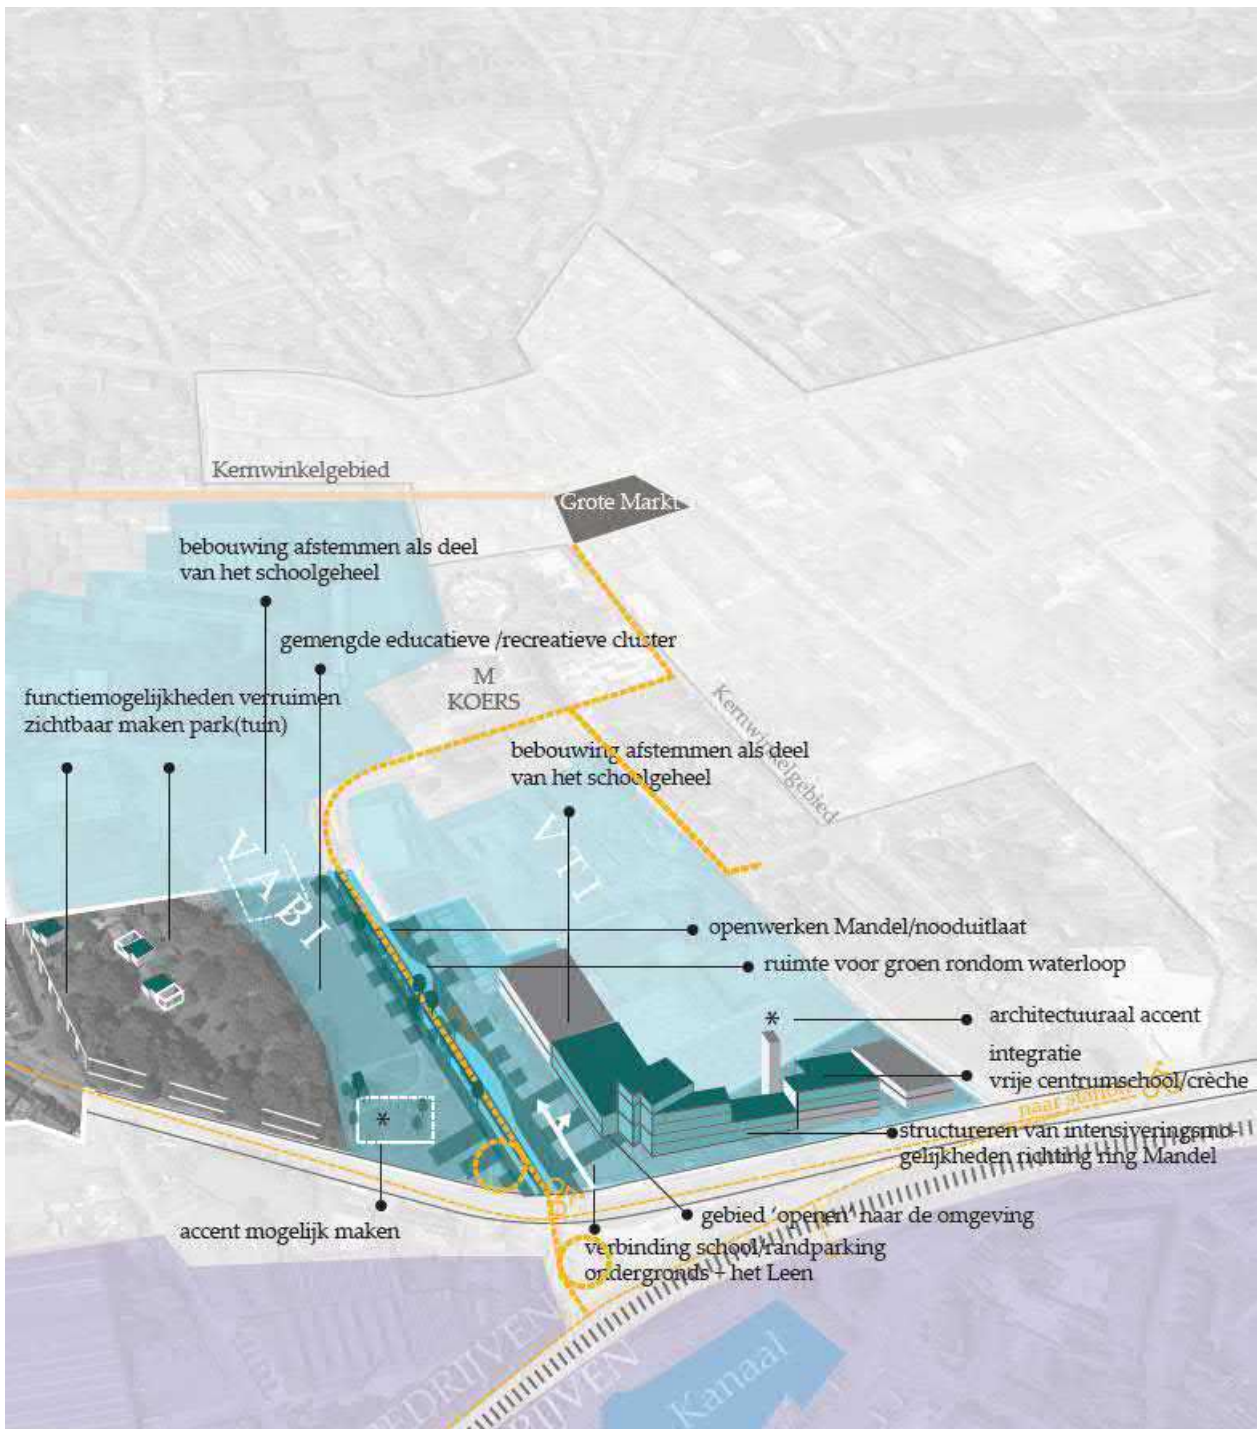 Kernwinkelgebied
Grote Markt
bebouwing afstemmen als deel
van het schoolgeheel
gemengde educatieve /recreatieve cluster
M
KOERS
functiemogelijkheden verruimen
zichtbaar maken park(tuin)
Kernwinkelgebied
bebouwing afstemmen als deel
van het schoolgeheel
VTI
VABI
openwerken Mandel/nooduitlaat
ruimte voor groen rondom waterloop
*
architectuuraal accent
integratie
vrije centrumschool/crèche
naar station
structureren van intensiveringsmo-
gelijkheden richting ring Mandel
*
gebied 'openen' naar de omgeving
accent mogelijk maken
verbinding school/randparking
ondergronds + het Leen
BEDRIJVEN
Kanaal